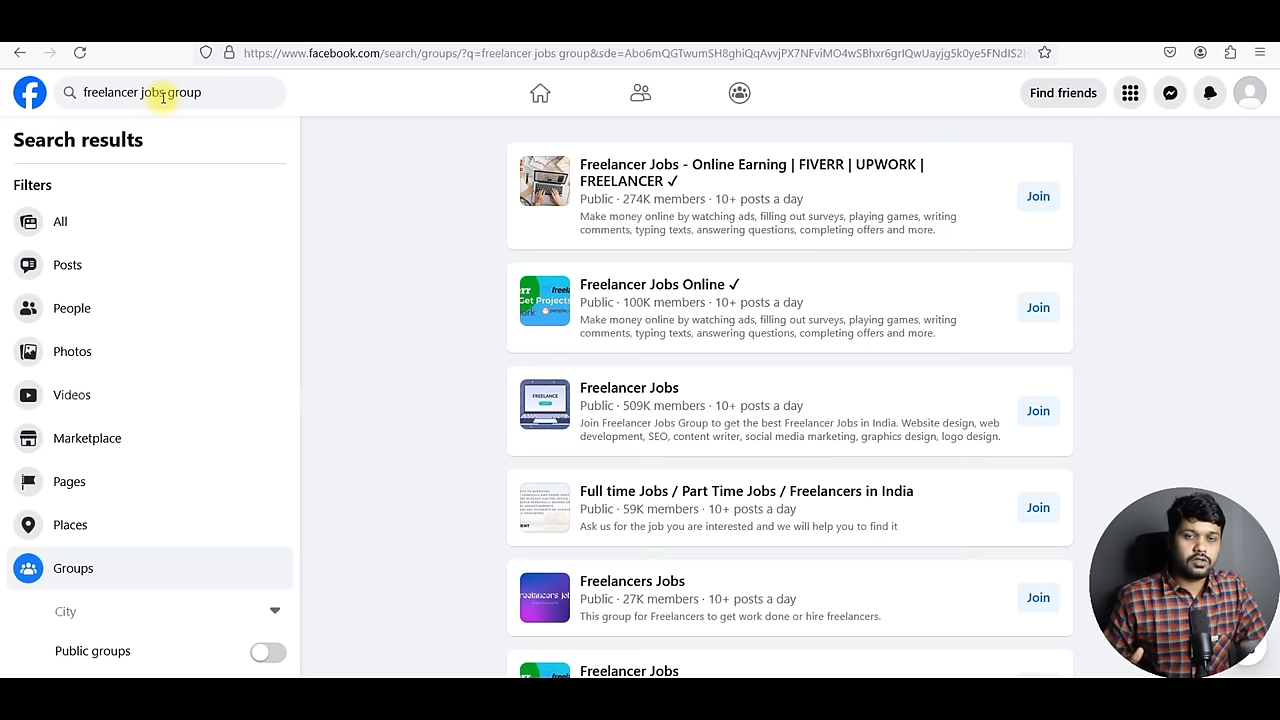 https://www.facebook.com/search/groups/?q=freelancer jobs group&sde=
freelancer jobs group
Find friends
Search results
Filters
All
Posts
People
Photos
Videos
Marketplace
Pages
Places
Groups
City
Public groups
Freelancer Jobs - Online Earning | FIVERR | UPWORK |
FREELANCER ✓
Public · 274K members · 10+ posts a day
Make money online by watching ads, filling out surveys, playing games, writing
comments, typing texts, answering questions, completing offers and more.
Join
Freelancer Jobs Online ✓
Public · 100K members · 10+ posts a day
Make money online by watching ads, filling out surveys, playing games, writing
comments, typing texts, answering questions, completing offers and more.
Join
Freelancer Jobs
Public · 509K members · 10+ posts a day
Join Freelancer Jobs Group to get the best Freelancer Jobs in India. Website design, web
development, SEO, content writer, social media marketing, graphics design, logo design.
Join
FREELANCE
Full time Jobs / Part Time Jobs / Freelancers in India
Public · 59K members · 10+ posts a day
Ask us for the job you are interested and we will help you to find it
Join
Freelancers Jobs
Public · 27K members · 10+ posts a day
This group for Freelancers to get work done or hire freelancers.
Join
Freelancer Jobs